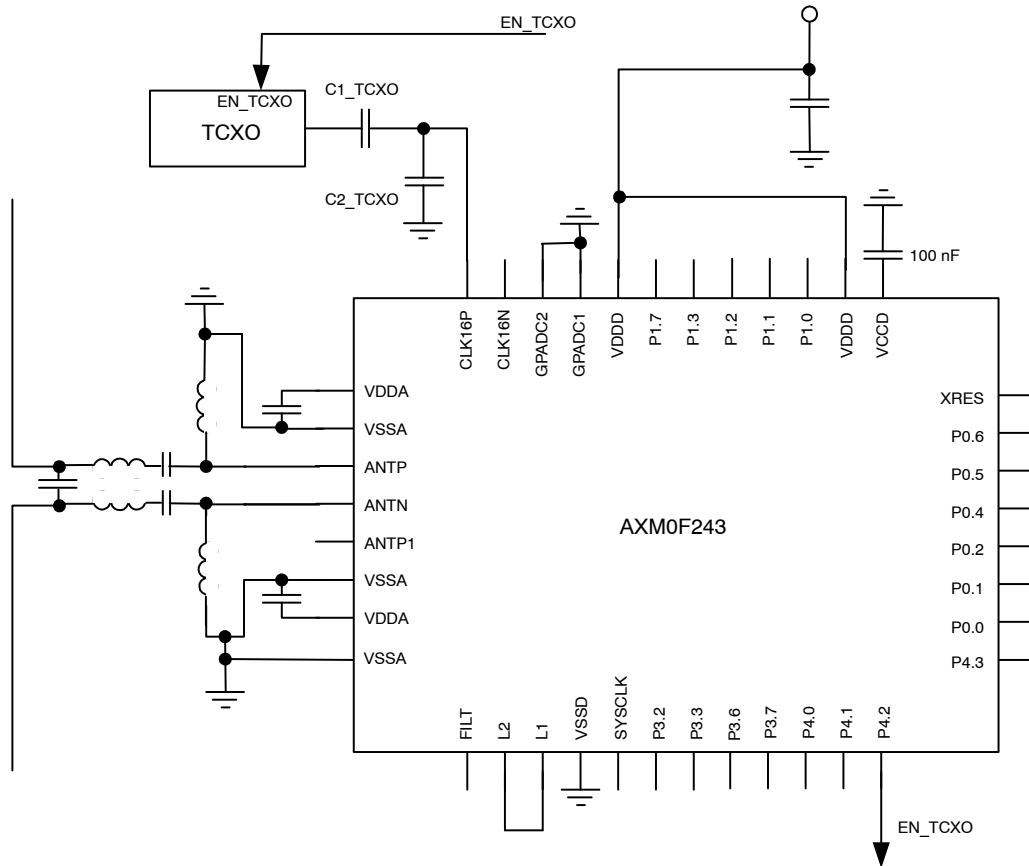 EN_TCXO
EN_TCXO
TCXO
C1_TCXO
C2_TCXO
100 nF
CLK16P
CLK16N
GPADC2
GPADC1
VDDD
P1.7
P1.3
P1.2
P1.1
P1.0
VDDD
VCCD
VDDA
VSSA
ANTP
ANTN
ANTP1
VSSA
VDDA
VSSA
AXM0F243
XRES
P0.6
P0.5
P0.4
P0.2
P0.1
P0.0
P4.3
FILT
L2
L1
VSSD
SYSCLK
P3.2
P3.3
P3.6
P3.7
P4.0
P4.1
P4.2
EN_TCXO